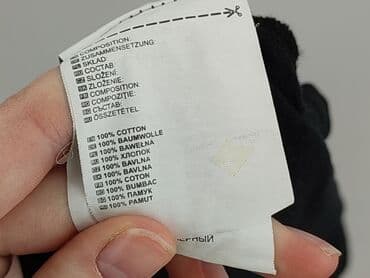 COMPOSITION:
ZUSAMMENSETZUNG:
SKŁAD:
СОСТАВ:
SLOŽENÍ:
ZLOŽENIE:
COMPOSITION:
COMPOZIȚIE:
СЪСТАВ:
ÖSSZETÉTEL:
100% COTTON
100% BAUMWOLLE
100% BAWEŁNA
100% ХЛОПОК
100% BAVLNA
100% BAVLNA
100% COTON
100% BUMBAC
100% ПАМУК
100% PAMUT